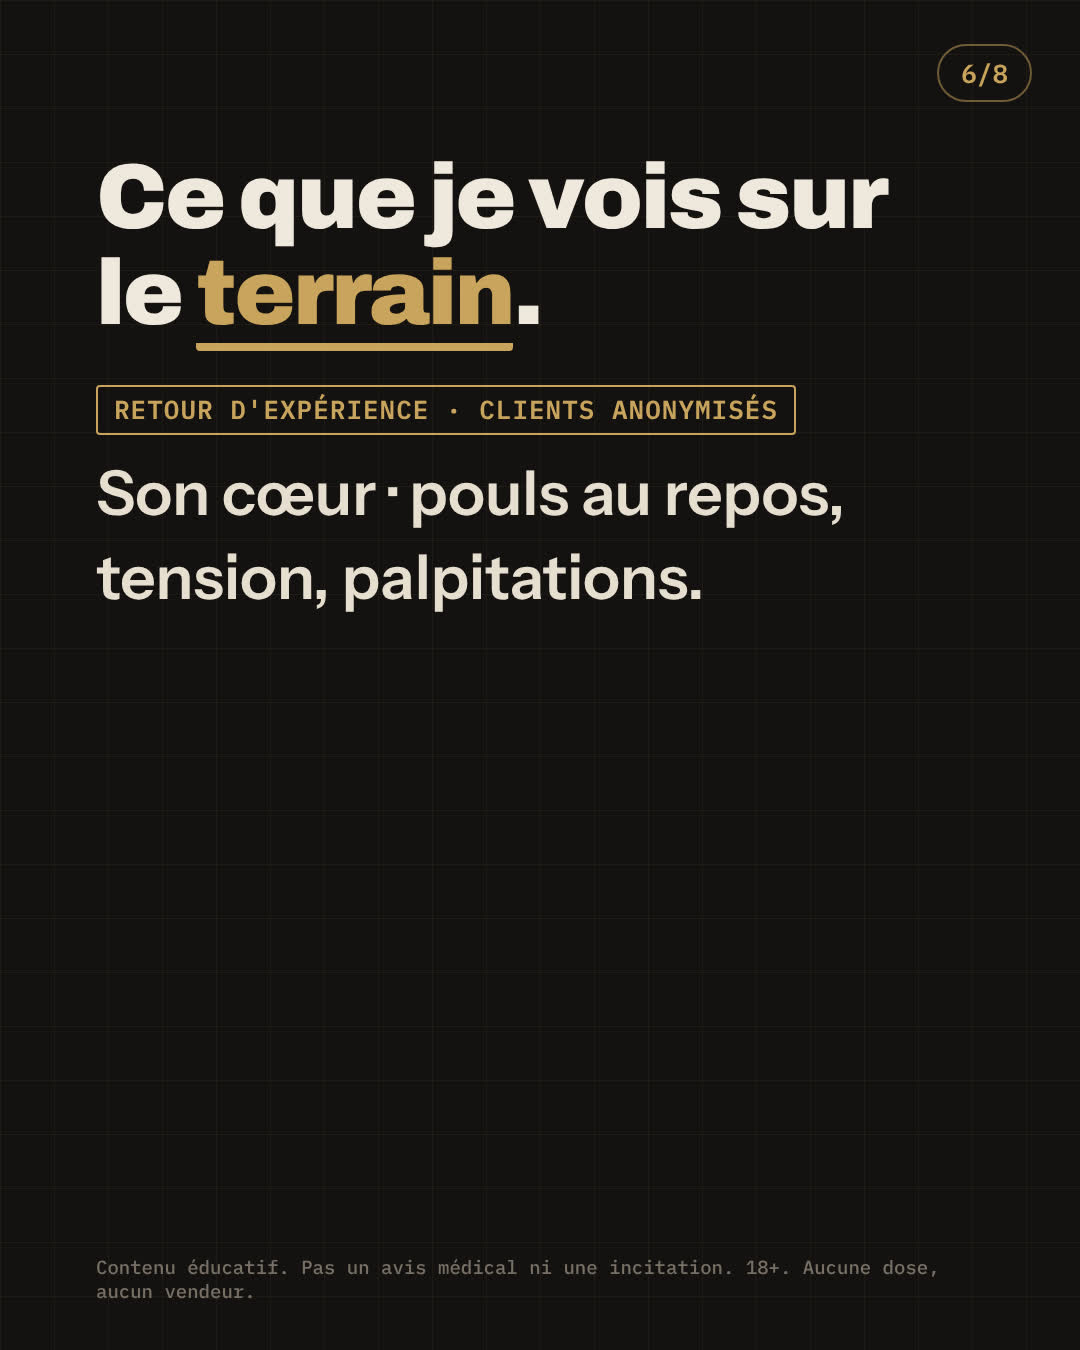 6/8
Ce que je vois sur
le terrain.
RETOUR D'EXPÉRIENCE · CLIENTS ANONYMISÉS
Son cœur · pouls au repos,
tension, palpitations.
Contenu éducatif. Pas un avis médical ni une incitation. 18+. Aucune dose,
aucun vendeur.